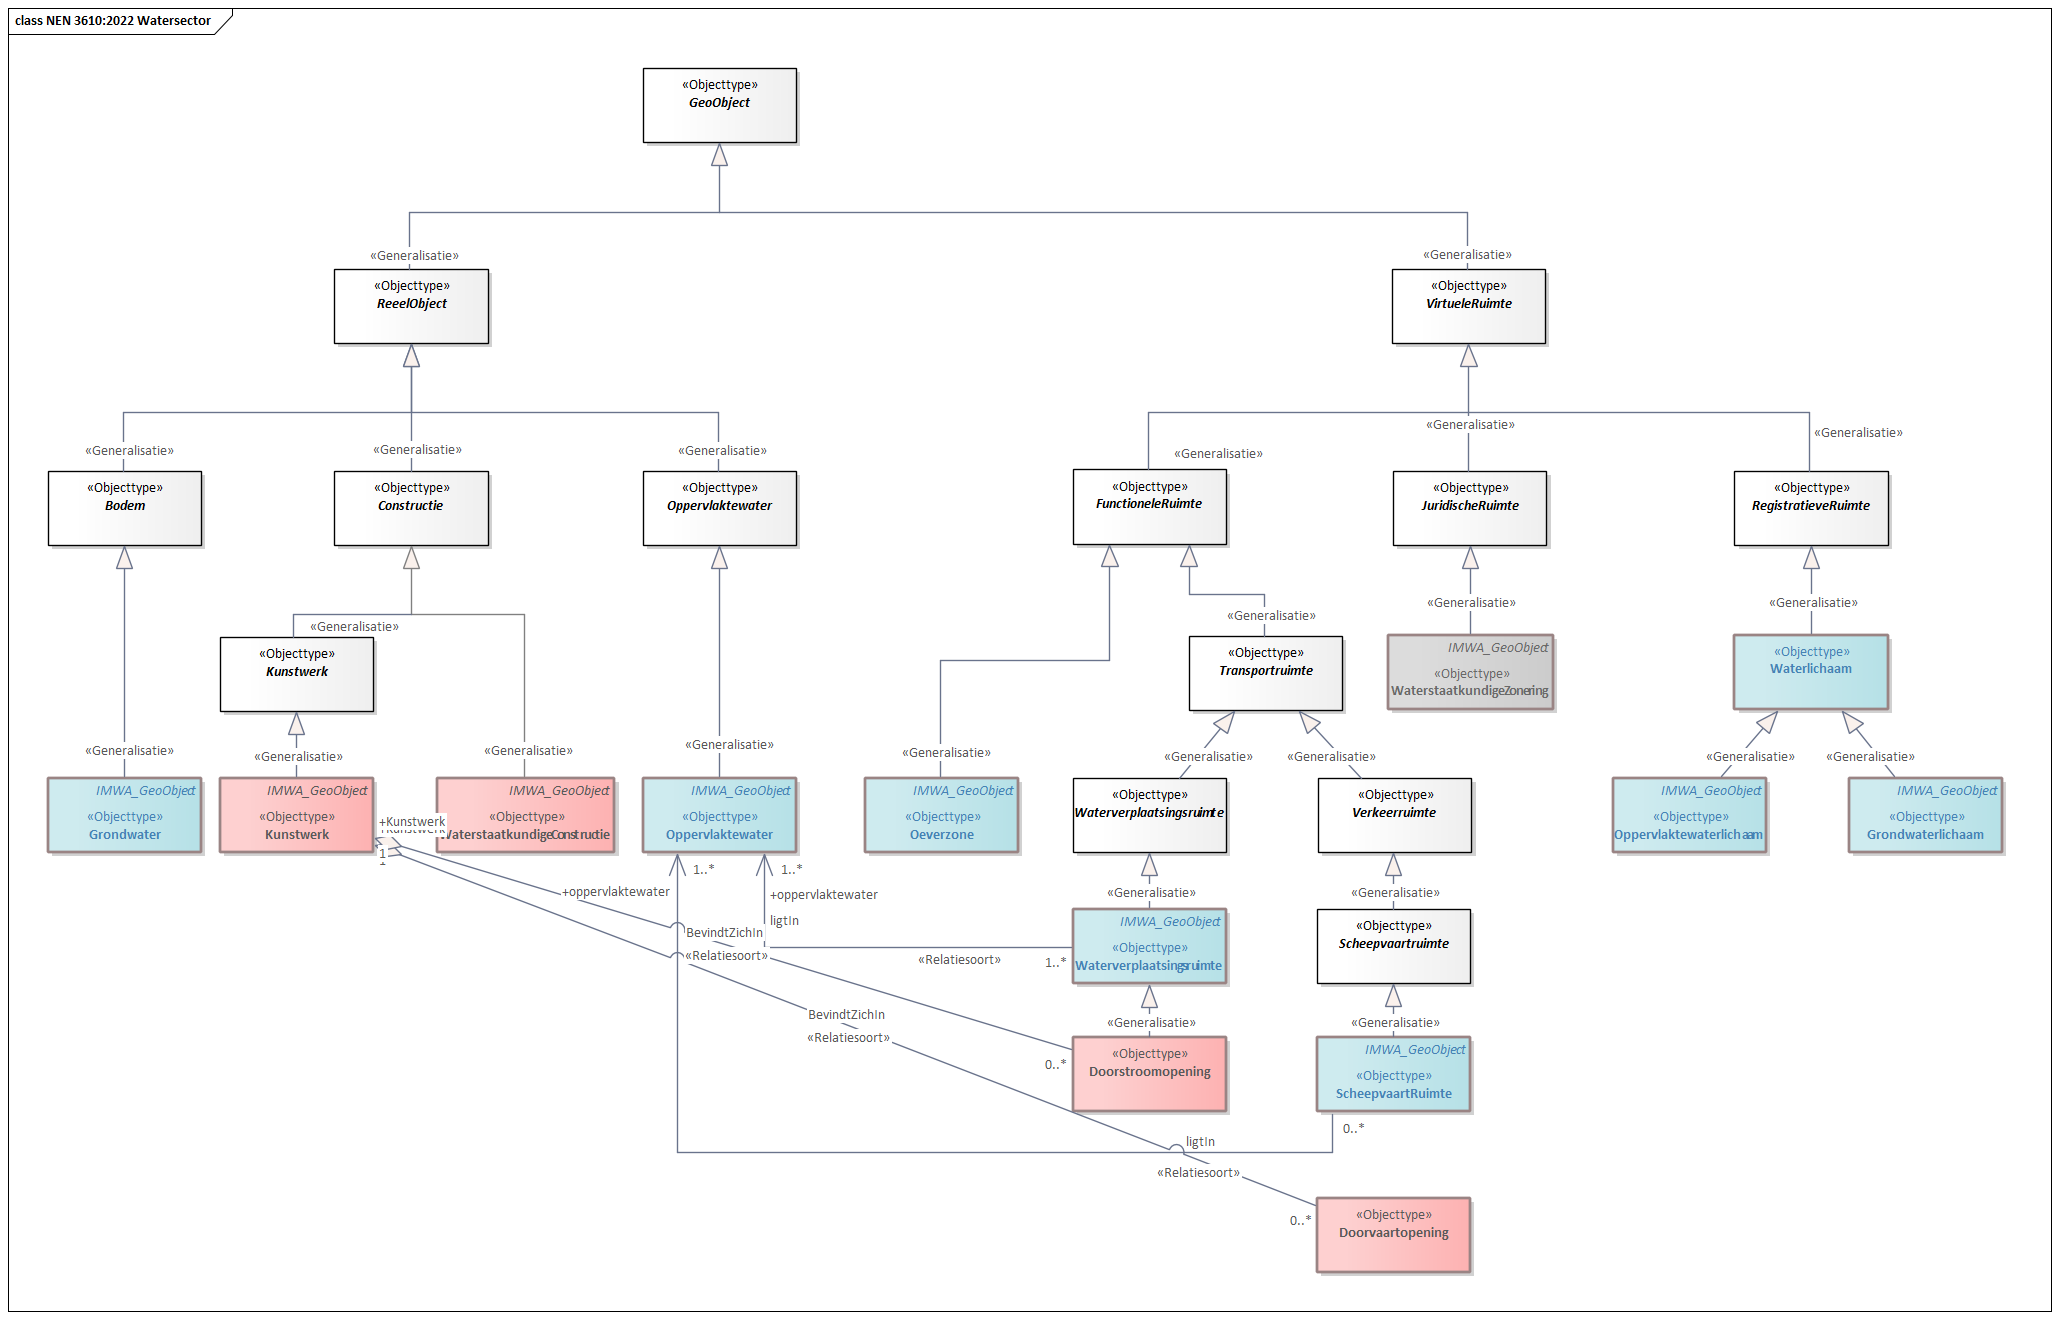 class NEN 3610:2022 Watersector
«Objecttype»
GeoObject
«Generalisatie»
«Generalisatie»
«Objecttype»
ReeelObject
«Objecttype»
VirtueleRuimte
«Generalisatie»
«Generalisatie»
«Generalisatie»
«Generalisatie»
«Generalisatie»
«Generalisatie»
«Objecttype»
Bodem
«Objecttype»
Constructie
«Objecttype»
Oppervlaktewater
«Objecttype»
FunctioneleRuimte
«Objecttype»
JuridischeRuimte
«Objecttype»
RegistratieveRuimte
«Generalisatie»
«Generalisatie»
«Generalisatie»
«Generalisatie»
«Objecttype»
Kunstwerk
«Objecttype»
Transportruimte
IMWA_GeoObject
«Objecttype»
WaterstaatkundigeZonering
«Objecttype»
Waterlichaam
«Generalisatie»
«Generalisatie»
«Generalisatie»
«Generalisatie»
«Generalisatie»
«Generalisatie»
«Generalisatie»
«Generalisatie»
«Generalisatie»
IMWA_GeoObject
«Objecttype»
Grondwater
IMWA_GeoObject
«Objecttype»
Kunstwerk
IMWA_GeoObject
«Objecttype»
WaterstaatkundigeConstructie
IMWA_GeoObject
«Objecttype»
Oppervlaktewater
IMWA_GeoObject
«Objecttype»
Oeverzone
«Objecttype»
Waterverplaatsingsruimte
«Objecttype»
Verkeerruimte
IMWA_GeoObject
«Objecttype»
Oppervlaktewaterlichaam
IMWA_GeoObject
«Objecttype»
Grondwaterlichaam
+Kunstwerk
+Kunstwerk
1
1
1..*
1..*
+oppervlaktewater
+oppervlaktewater
ligtIn
«Generalisatie»
«Generalisatie»
BevindtZichIn
«Relatiesoort»
«Relatiesoort»
1..*
IMWA_GeoObject
«Objecttype»
Waterverplaatsingsruimte
«Objecttype»
Scheepvaartruimte
BevindtZichIn
«Relatiesoort»
«Generalisatie»
«Generalisatie»
0..*
«Objecttype»
Doorstroomopening
IMWA_GeoObject
«Objecttype»
ScheepvaartRuimte
0..*
ligtIn
«Relatiesoort»
0..*
«Objecttype»
Doorvaartopening